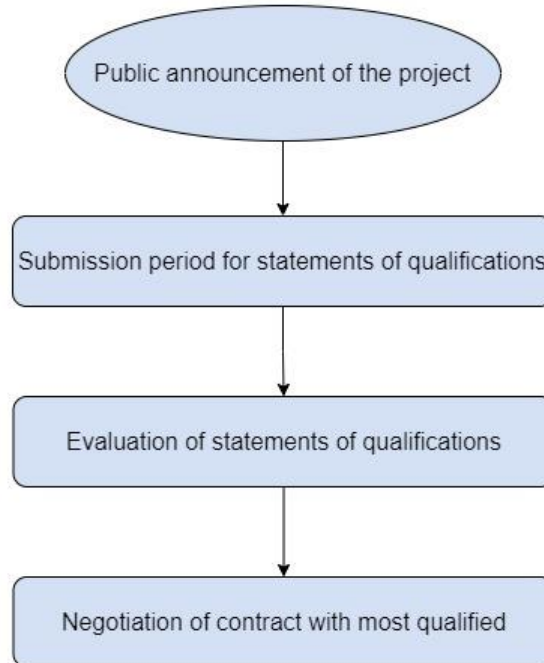 Public announcement of the project
Submission period for statements of qualifications
Evaluation of statements of qualifications
Negotiation of contract with most qualified